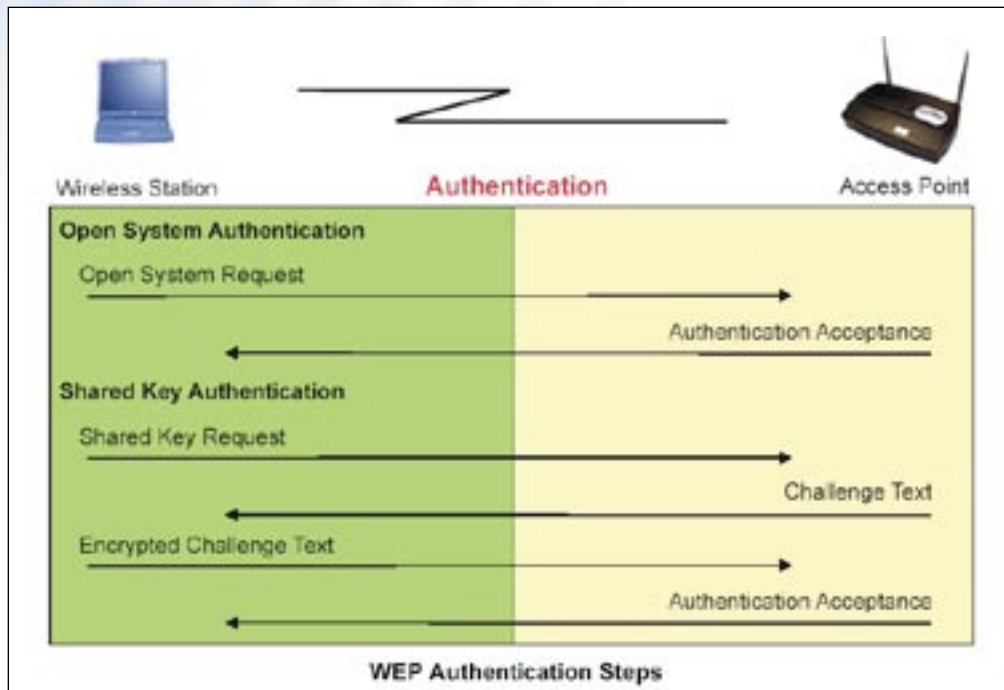 Wireless Station
Authentication
Access Point
Open System Authentication
Open System Request
Authentication Acceptance
Shared Key Authentication
Shared Key Request
Challenge Text
Encrypted Challenge Text
Authentication Acceptance
WEP Authentication Steps